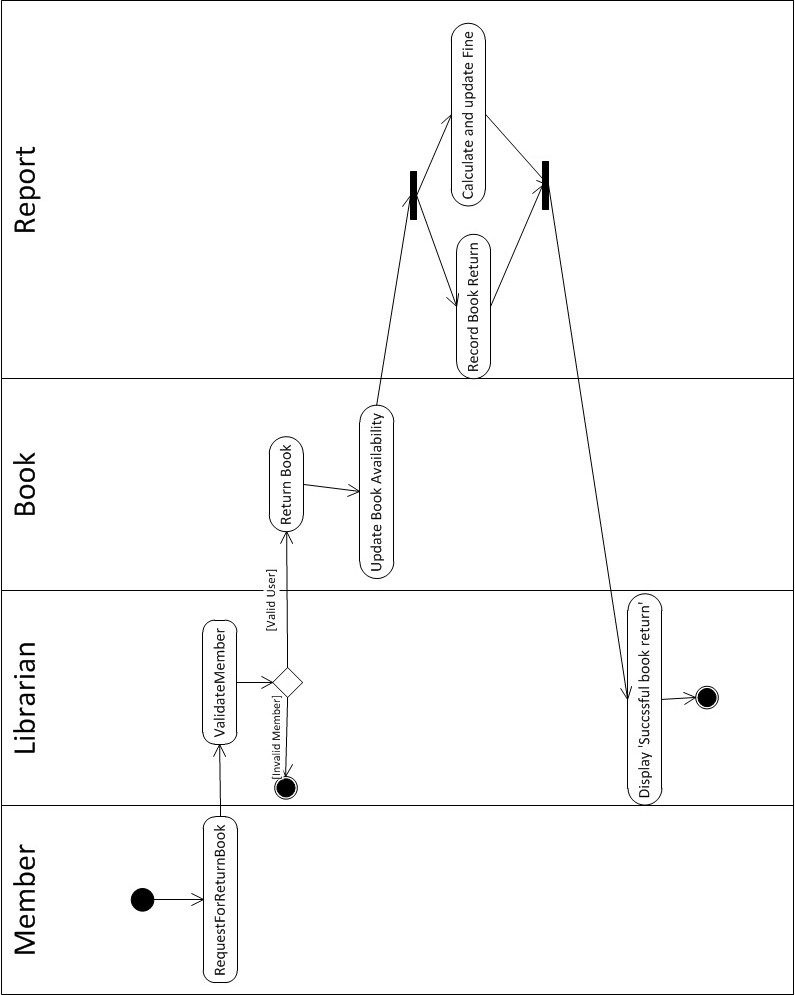 Member
Librarian
Book
Report
RequestForReturnBook
ValidateMember
[Invalid Member]
[Valid User]
Return Book
Update Book Availability
Record Book Return
Calculate and update Fine
Display 'Succssful book return'